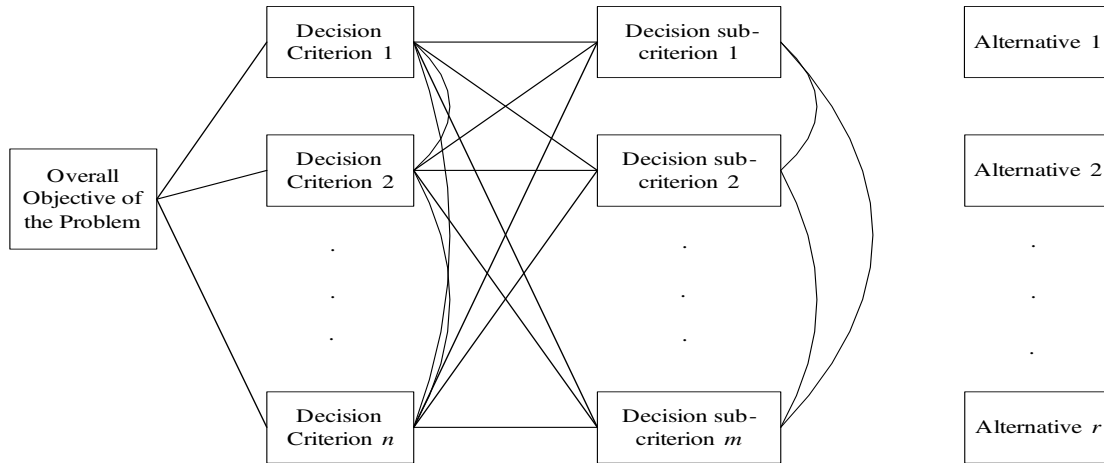 Overall
Objective of
the Problem
Decision
Criterion 1
Decision
Criterion 2
.
.
.
Decision
Criterion n
Decision sub-
criterion 1
Decision sub-
criterion 2
.
.
.
Decision sub-
criterion m
Alternative 1
Alternative 2
.
.
.
Alternative r